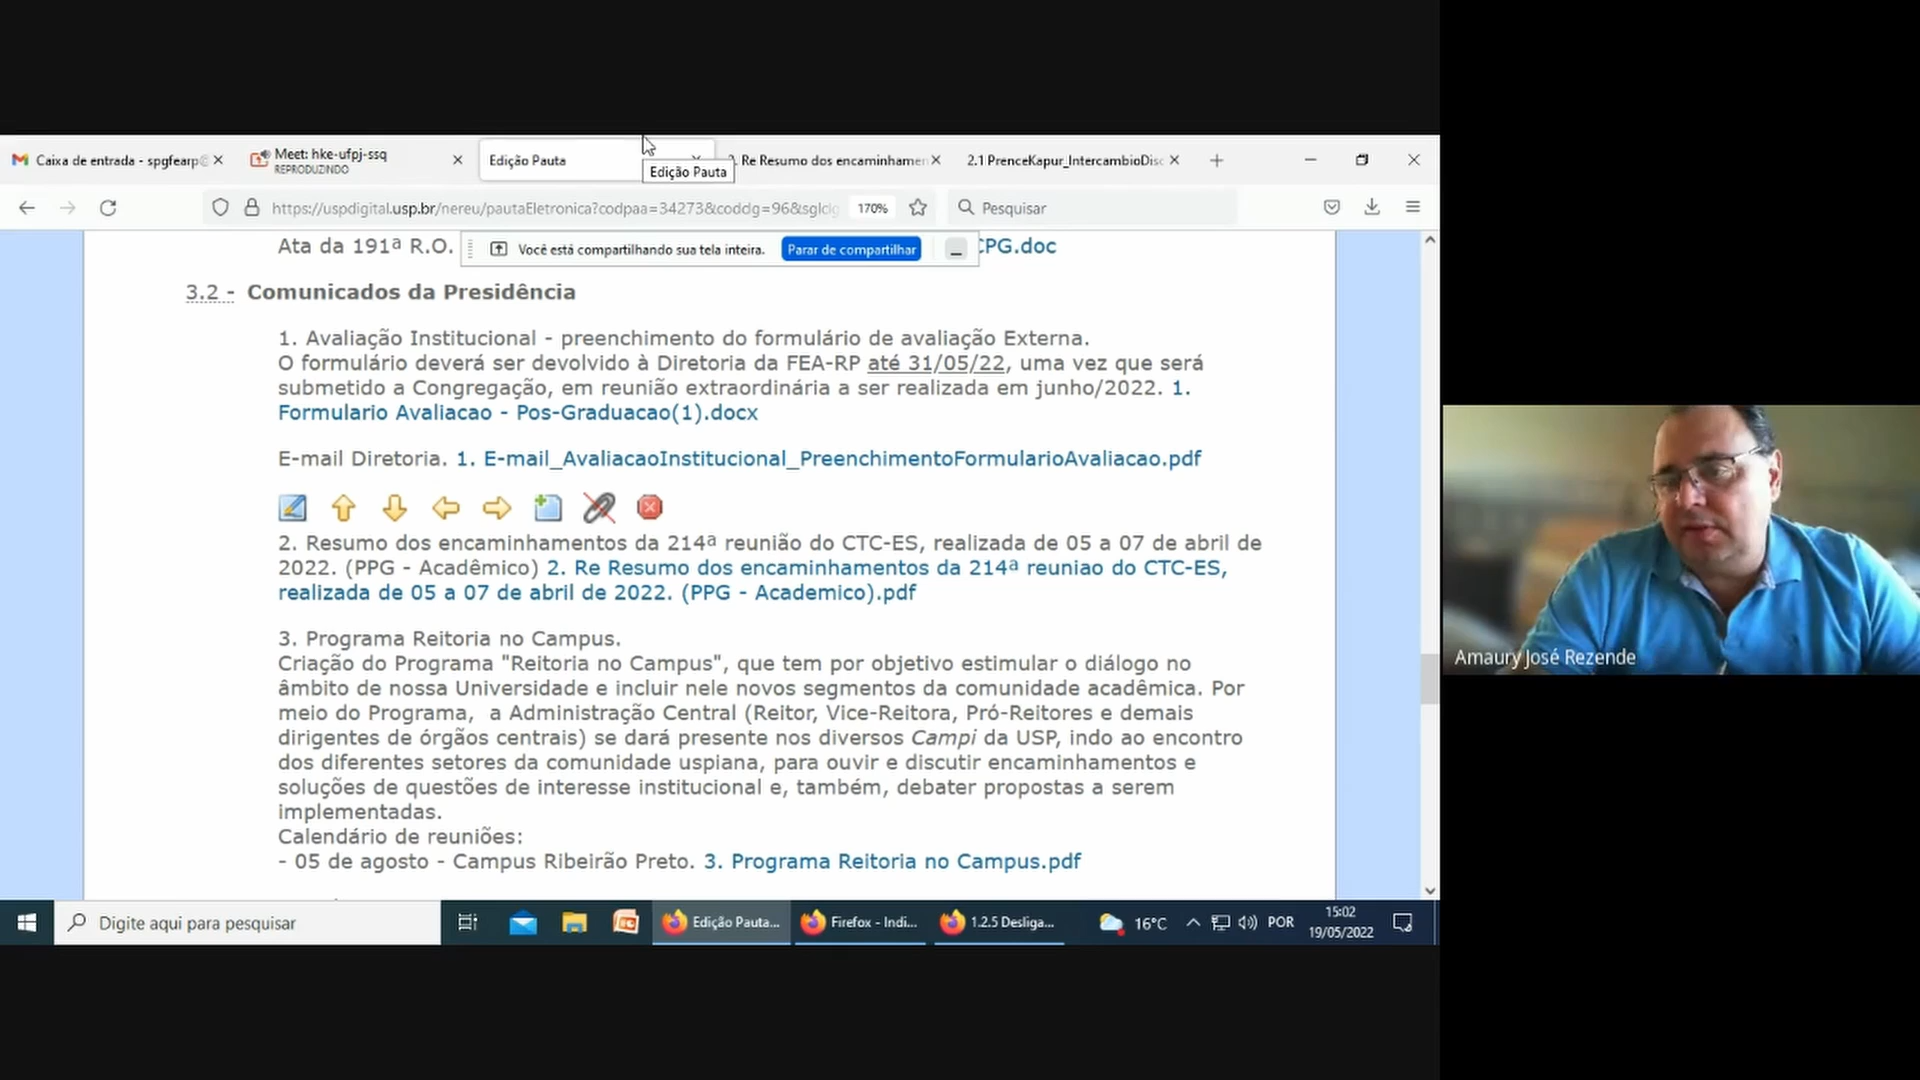 Caixa de entrada - spgfearp@
Meet: hke-ufpj-ssq
REPRODUZINDO
Edição Pauta
Re Resumo dos encaminhamen
2.1 PrenceKapur_IntercambioDisc
Edição Pauta
https://uspdigital.usp.br/nereu/pautaEletronica?codpaa=34273&codclg=96&sglclg
170%
Pesquisar
Ata da 191ª R.O.
Você está compartilhando sua tela inteira.
Parar de compartilhar
CPG.doc
3.2 - Comunicados da Presidência
1. Avaliação Institucional - preenchimento do formulário de avaliação Externa.
O formulário deverá ser devolvido à Diretoria da FEA-RP até 31/05/22, uma vez que será
submetido a Congregação, em reunião extraordinária a ser realizada em junho/2022. 1.
Formulario Avaliacao - Pos-Graduacao(1).docx
E-mail Diretoria. 1. E-mail_AvaliacaoInstitucional_PreenchimentoFormularioAvaliacao.pdf
2. Resumo dos encaminhamentos da 214ª reunião do CTC-ES, realizada de 05 a 07 de abril de
2022. (PPG - Acadêmico) 2. Re Resumo dos encaminhamentos da 214ª reuniao do CTC-ES,
realizada de 05 a 07 de abril de 2022. (PPG - Academico).pdf
3. Programa Reitoria no Campus.
Criação do Programa "Reitoria no Campus", que tem por objetivo estimular o diálogo no
âmbito de nossa Universidade e incluir nele novos segmentos da comunidade acadêmica. Por
meio do Programa, a Administração Central (Reitor, Vice-Reitora, Pró-Reitores e demais
dirigentes de órgãos centrais) se dará presente nos diversos Campi da USP, indo ao encontro
dos diferentes setores da comunidade uspiana, para ouvir e discutir encaminhamentos e
soluções de questões de interesse institucional e, também, debater propostas a serem
implementadas.
Calendário de reuniões:
- 05 de agosto - Campus Ribeirão Preto. 3. Programa Reitoria no Campus.pdf
Amaury José Rezende
Digite aqui para pesquisar
Edição Pauta...
Firefox - Indi...
1.2.5 Desliga...
16°C
POR
15:02
19/05/2022